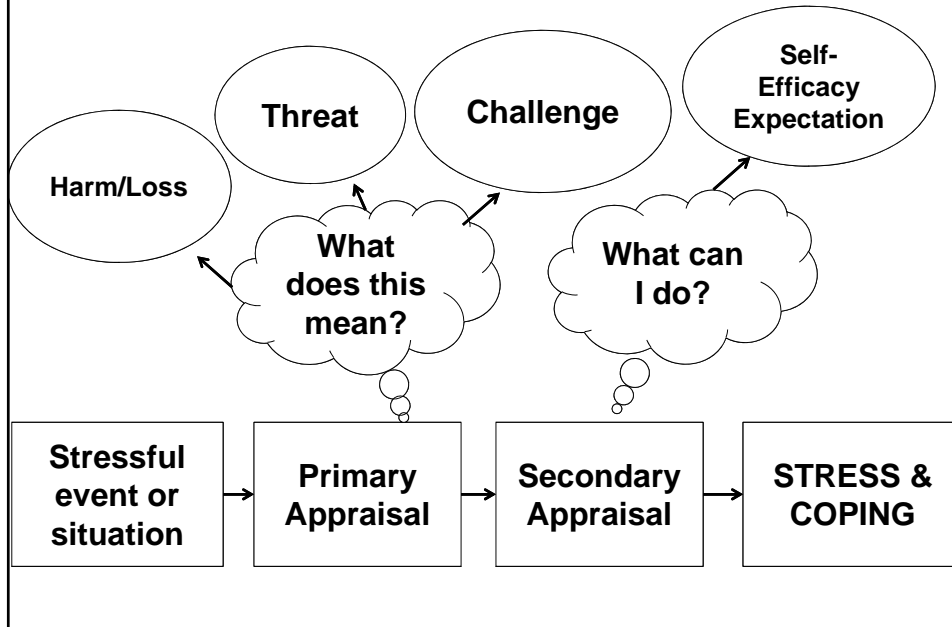 Self-
Efficacy
Expectation
Threat
Challenge
Harm/Loss
What
does this
mean?
What can
I do?
Stressful
event or
situation
Primary
Appraisal
Secondary
Appraisal
STRESS &
COPING